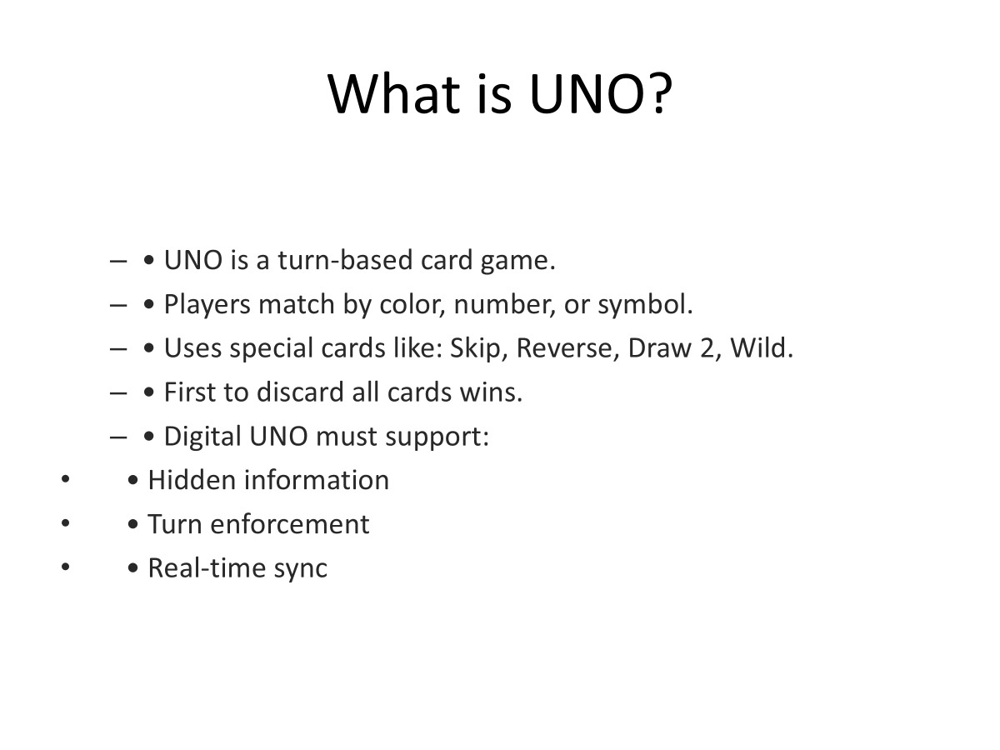 What is UNO?
– • UNO is a turn-based card game.
– • Players match by color, number, or symbol.
– • Uses special cards like: Skip, Reverse, Draw 2, Wild.
– • First to discard all cards wins.
– • Digital UNO must support:
• • Hidden information
• • Turn enforcement
• • Real-time sync